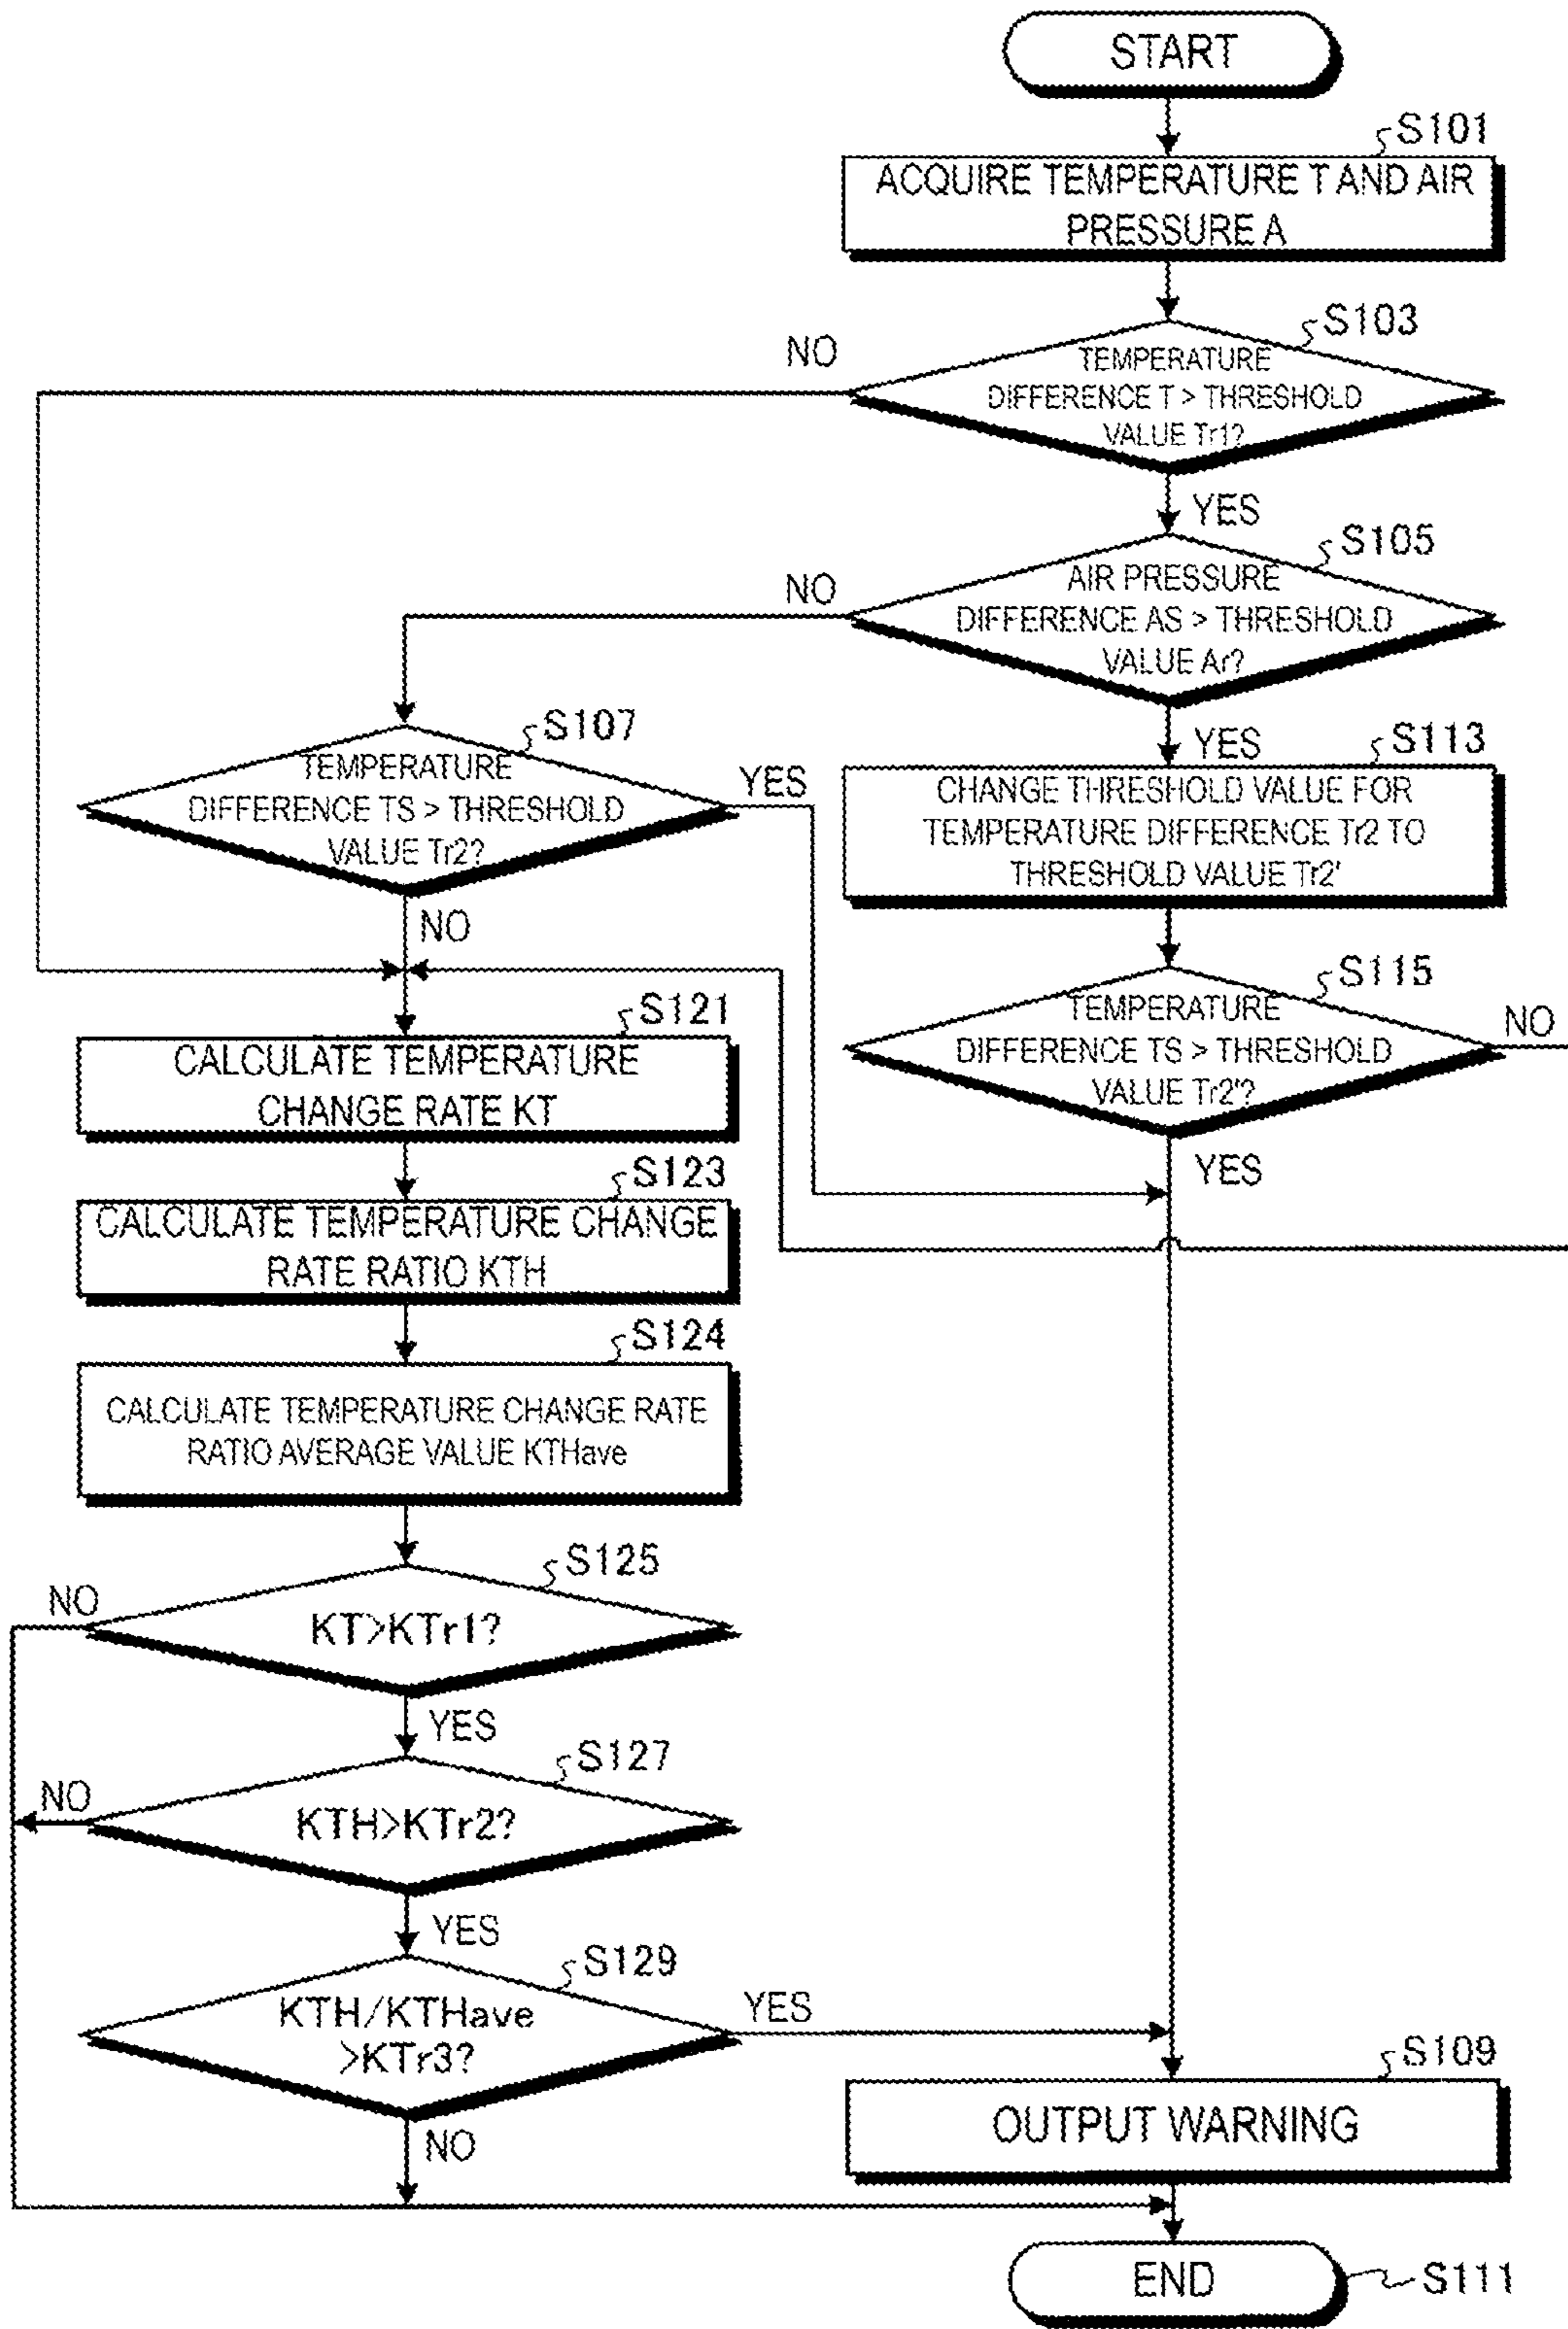 START
S101
ACQUIRE TEMPERATURE T AND AIR
PRESSURE A
S103
NO
TEMPERATURE
DIFFERENCE T > THRESHOLD
VALUE Tr1?
YES
S105
NO
AIR PRESSURE
DIFFERENCE AS > THRESHOLD
VALUE Ar?
S107
YES
TEMPERATURE
DIFFERENCE TS > THRESHOLD
VALUE Tr2?
NO
YES
S113
CHANGE THRESHOLD VALUE FOR
TEMPERATURE DIFFERENCE Tr2 TO
THRESHOLD VALUE Tr2'
S115
NO
TEMPERATURE
DIFFERENCE TS > THRESHOLD
VALUE Tr2'?
YES
S121
CALCULATE TEMPERATURE
CHANGE RATE KT
S123
CALCULATE TEMPERATURE CHANGE
RATE RATIO KTH
S124
CALCULATE TEMPERATURE CHANGE RATE
RATIO AVERAGE VALUE KTHave
S125
NO
KT>KTr1?
YES
S127
NO
KTH>KTr2?
YES
S129
YES
KTH/KTHave
>KTr3?
NO
S109
OUTPUT WARNING
END
S111